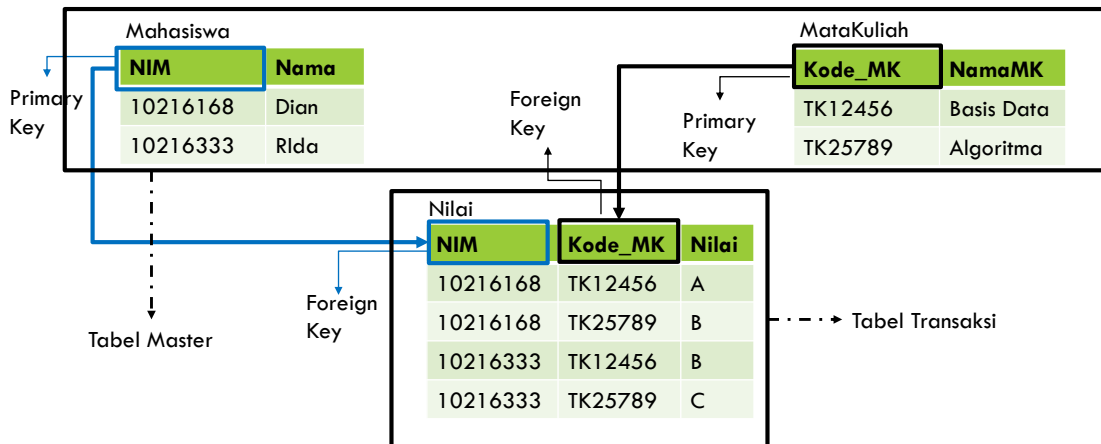 Mahasiswa
NIM Nama
10216168 Dian
10216333 RIda
Primary
Key
MataKuliah
Kode_MK NamaMK
TK12456 Basis Data
TK25789 Algoritma
Primary
Key
Foreign
Key
Nilai
NIM Kode_MK Nilai
10216168 TK12456 A
10216168 TK25789 B
10216333 TK12456 B
10216333 TK25789 C
Foreign
Key
Tabel Master
Tabel Transaksi